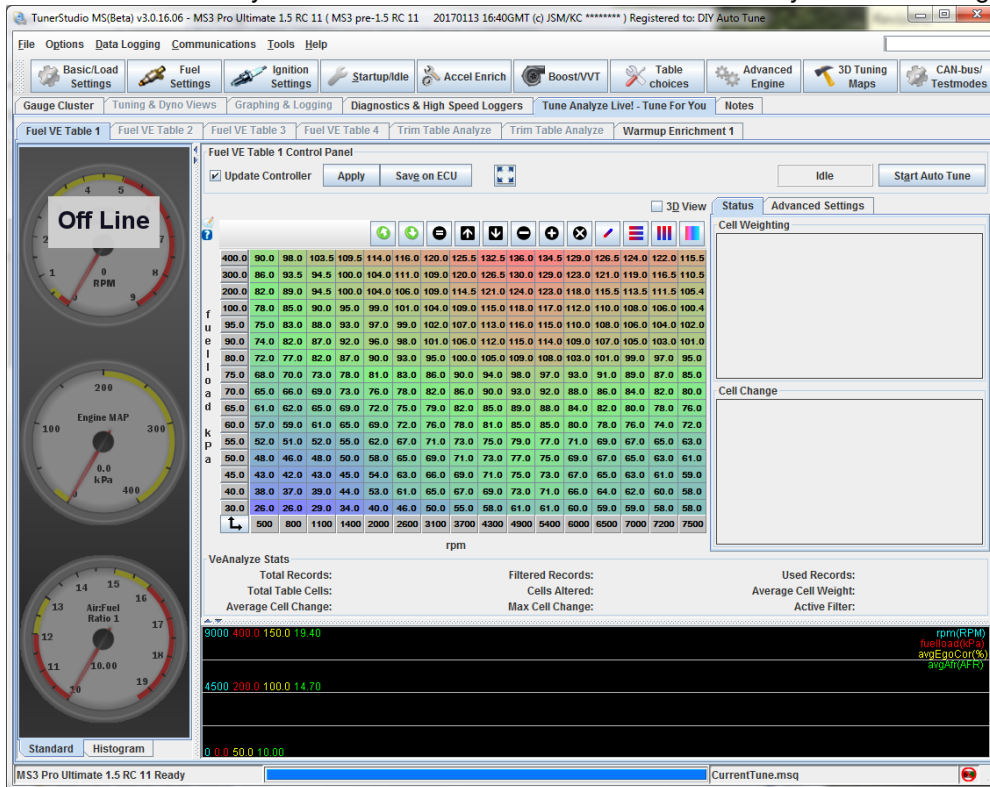 TunerStudio MS(Beta) v3.0.16.06 - MS3 Pro Ultimate 1.5 RC 11 ( MS3 pre-1.5 RC 11 20170113 16:40GMT (c) JSM/KC ******** ) Registered to: DIY Auto Tune
File Options Data Logging Communications Tools Help
Basic/Load Settings Fuel Settings Ignition Settings Startup/Idle Accel Enrich Boost/VVT Table choices Advanced Engine 3D Tuning Maps CAN-bus/ Testmodes
Gauge Cluster Tuning & Dyno Views Graphing & Logging Diagnostics & High Speed Loggers Tune Analyze Live! - Tune For You Notes
Fuel VE Table 1 Fuel VE Table 2 Fuel VE Table 3 Fuel VE Table 4 Trim Table Analyze Trim Table Analyze Warmup Enrichment 1
Off Line
1 2 4 5 8 9
0
RPM
100 200 300 400
Engine MAP
0.0
kPa
10 11 12 13 14 15 16 17 18 19
Air:Fuel
Ratio 1
10.00
Standard Histogram
Fuel VE Table 1 Control Panel
Update Controller Apply Save on ECU Idle Start Auto Tune
3D View Status Advanced Settings
Cell Weighting
Cell Change
fuelload kPa
400.0 90.0 98.0 103.5 109.5 114.0 116.0 120.0 125.5 132.5 136.0 134.5 129.0 126.5 124.0 122.0 115.5
300.0 86.0 93.5 94.5 100.0 104.0 111.0 109.0 120.0 126.5 130.0 129.0 123.0 121.0 119.0 116.5 110.5
200.0 82.0 89.0 94.5 100.0 104.0 106.0 109.0 114.5 121.0 124.0 123.0 118.0 115.5 113.5 111.5 105.4
100.0 78.0 85.0 90.0 95.0 99.0 101.0 104.0 109.0 115.0 118.0 117.0 112.0 110.0 108.0 106.0 100.4
95.0 75.0 83.0 88.0 93.0 97.0 99.0 102.0 107.0 113.0 116.0 115.0 110.0 108.0 106.0 104.0 102.0
90.0 74.0 82.0 87.0 92.0 96.0 98.0 101.0 106.0 112.0 115.0 114.0 109.0 107.0 105.0 103.0 101.0
80.0 72.0 77.0 82.0 87.0 90.0 93.0 95.0 100.0 105.0 109.0 108.0 103.0 101.0 99.0 97.0 95.0
75.0 68.0 70.0 73.0 78.0 81.0 83.0 86.0 90.0 94.0 98.0 97.0 93.0 91.0 89.0 87.0 85.0
70.0 65.0 66.0 69.0 73.0 76.0 78.0 82.0 86.0 90.0 93.0 92.0 88.0 86.0 84.0 82.0 80.0
65.0 61.0 62.0 65.0 69.0 72.0 75.0 79.0 82.0 85.0 89.0 88.0 84.0 82.0 80.0 78.0 76.0
60.0 57.0 59.0 61.0 65.0 69.0 72.0 76.0 78.0 81.0 85.0 85.0 80.0 78.0 76.0 74.0 72.0
55.0 52.0 51.0 52.0 55.0 62.0 67.0 71.0 73.0 75.0 79.0 77.0 71.0 69.0 67.0 65.0 63.0
50.0 48.0 46.0 48.0 50.0 58.0 65.0 69.0 71.0 73.0 77.0 75.0 69.0 67.0 65.0 63.0 61.0
45.0 43.0 42.0 43.0 45.0 54.0 63.0 66.0 69.0 71.0 75.0 73.0 67.0 65.0 63.0 61.0 59.0
40.0 38.0 37.0 39.0 44.0 53.0 61.0 65.0 67.0 69.0 73.0 71.0 66.0 64.0 62.0 60.0 58.0
30.0 26.0 26.0 29.0 34.0 40.0 46.0 50.0 55.0 58.0 61.0 61.0 60.0 59.0 59.0 58.0 58.0
500 800 1100 1400 2000 2600 3100 3700 4300 4900 5400 6000 6500 7000 7200 7500
rpm
VeAnalyze Stats
Total Records: Filtered Records: Used Records:
Total Table Cells: Cells Altered: Average Cell Weight:
Average Cell Change: Max Cell Change: Active Filter:
9000 400.0 150.0 19.40 rpm(RPM)
fuelload(kPa)
avgEgoCor(%)
avgAfr(AFR)
4500 200.0 100.0 14.70
0 0.0 50.0 10.00
MS3 Pro Ultimate 1.5 RC 11 Ready CurrentTune.msq